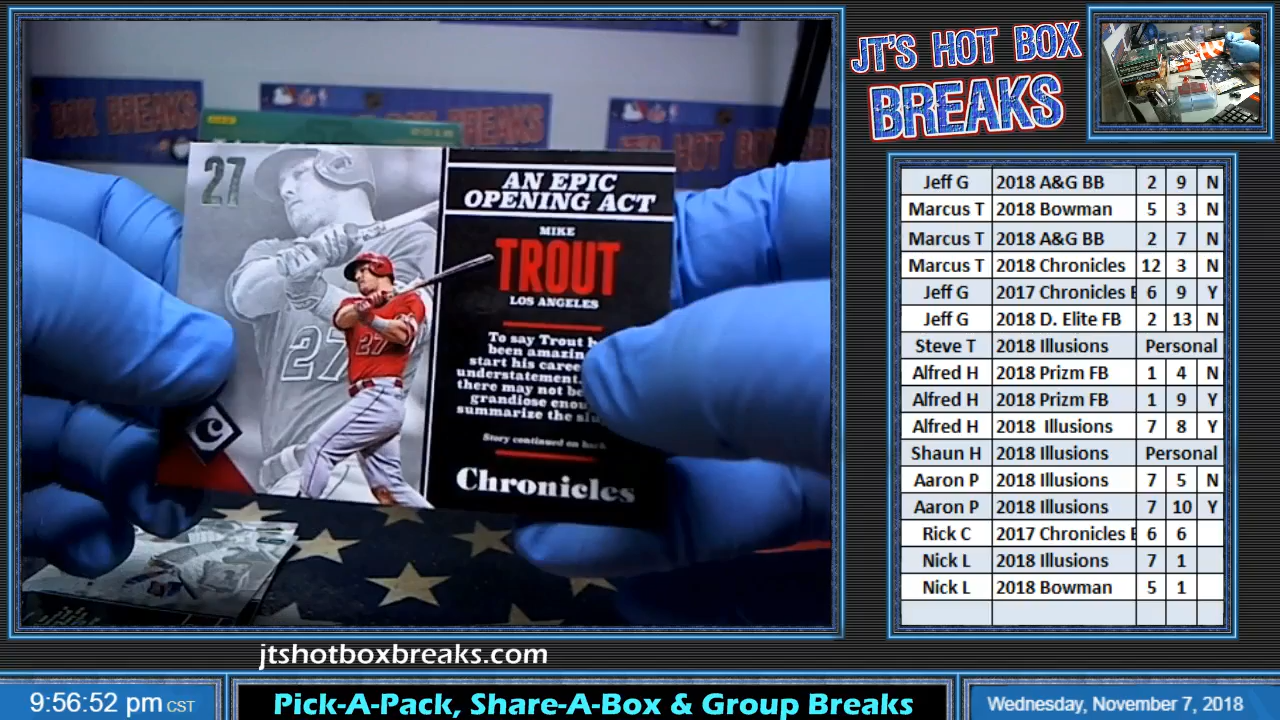 JT'S HOT BOX
BREAKS
BOX BREAKS
BREAKS
HOT BOX
27
AN EPIC
OPENING ACT
MIKE
TROUT
LOS ANGELES
To say Trout
been amazin
start his caree
understatement.
there may not be
grandiose enou
summarize the
Story continued on back
Chronicles
27
27
C
Jeff G 2018 A&G BB 2 9 N
Marcus T 2018 Bowman 5 3 N
Marcus T 2018 A&G BB 2 7 N
Marcus T 2018 Chronicles 12 3 N
Jeff G 2017 Chronicles 6 9 Y
Jeff G 2018 D. Elite FB 2 13 N
Steve T 2018 Illusions Personal
Alfred H 2018 Prizm FB 1 4 N
Alfred H 2018 Prizm FB 1 9 Y
Alfred H 2018 Illusions 7 8 Y
Shaun H 2018 Illusions Personal
Aaron P 2018 Illusions 7 5 N
Aaron P 2018 Illusions 7 10 Y
Rick C 2017 Chronicles 6 6
Nick L 2018 Illusions 7 1
Nick L 2018 Bowman 5 1
jtshotboxbreaks.com
9:56:52 pm CST
Pick-A-Pack, Share-A-Box & Group Breaks
Wednesday, November 7, 2018